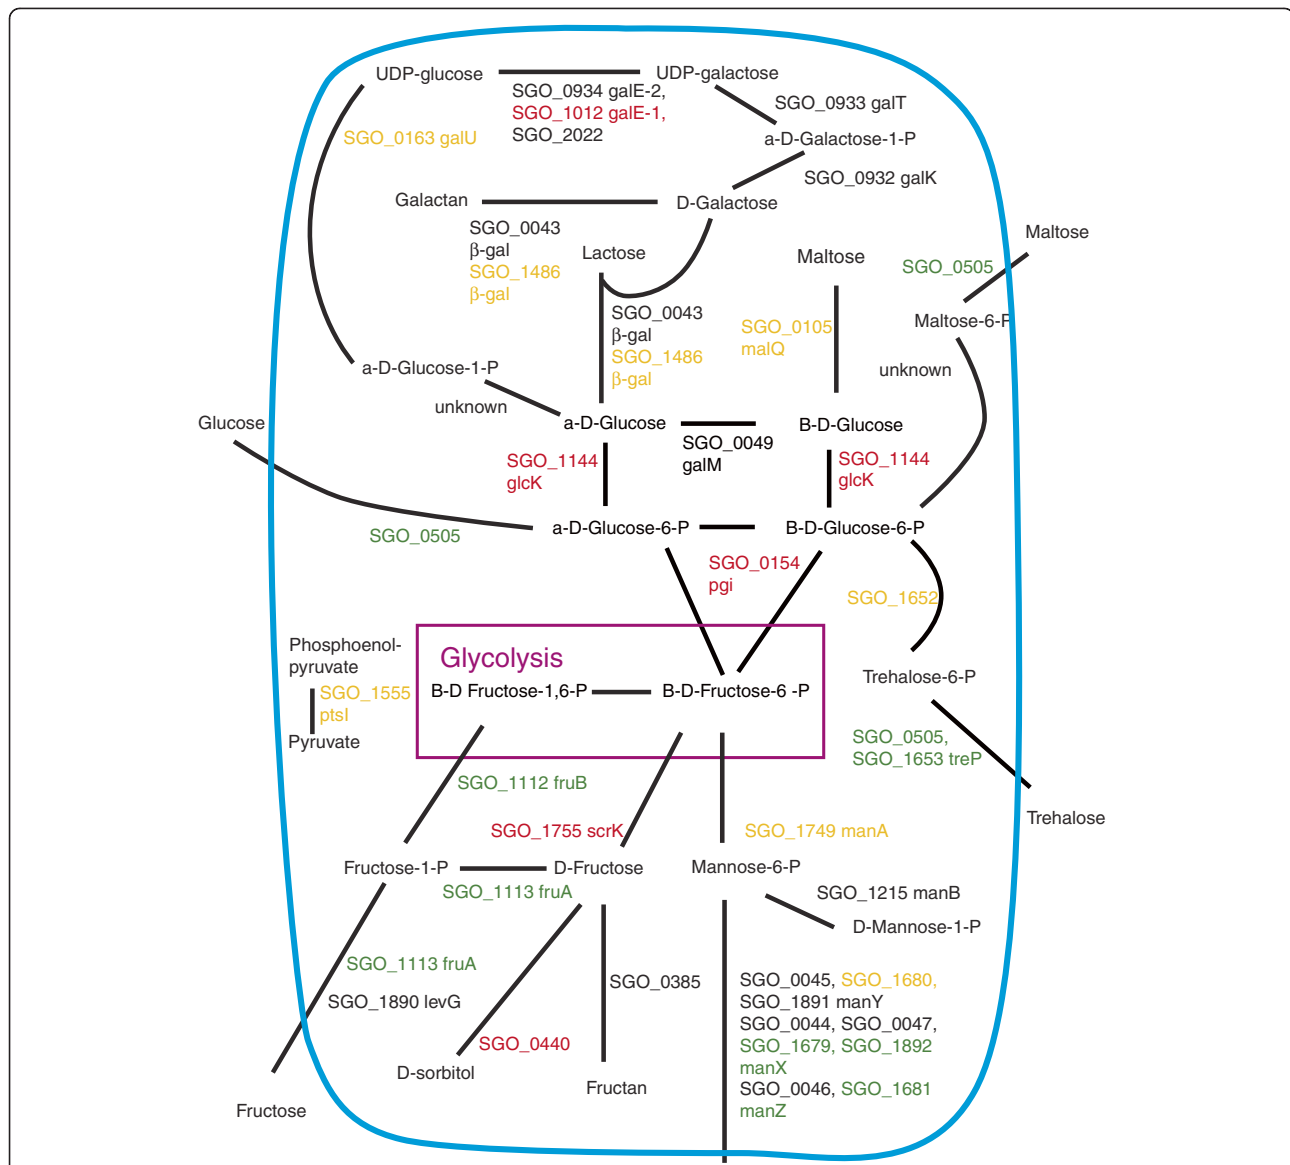 UDP-glucose
UDP-galactose
SGO_0934 galE-2,
SGO_1012 galE-1,
SGO_2022
SGO_0933 galT
SGO_0163 galU
a-D-Galactose-1-P
SGO_0932 galK
Galactan
D-Galactose
SGO_0043
β-gal
SGO_1486
β-gal
Lactose
Maltose
Maltose
SGO_0505
SGO_0043
β-gal
SGO_1486
β-gal
SGO_0105
malQ
Maltose-6-P
unknown
a-D-Glucose-1-P
unknown
Glucose
a-D-Glucose
B-D-Glucose
SGO_0049
galM
SGO_1144
glcK
SGO_1144
glcK
SGO_0505
a-D-Glucose-6-P
B-D-Glucose-6-P
SGO_0154
pgi
SGO_1652
Phosphoenol-
pyruvate
SGO_1555
ptsI
Pyruvate
Glycolysis
B-D Fructose-1,6-P
B-D-Fructose-6 -P
Trehalose-6-P
SGO_0505,
SGO_1653 treP
Trehalose
SGO_1112 fruB
SGO_1755 scrK
SGO_1749 manA
Fructose-1-P
D-Fructose
Mannose-6-P
SGO_1113 fruA
SGO_1215 manB
D-Mannose-1-P
SGO_1113 fruA
SGO_1890 levG
SGO_0385
SGO_0440
D-sorbitol
Fructan
Fructose
SGO_0045, SGO_1680,
SGO_1891 manY
SGO_0044, SGO_0047,
SGO_1679, SGO_1892
manX
SGO_0046, SGO_1681
manZ